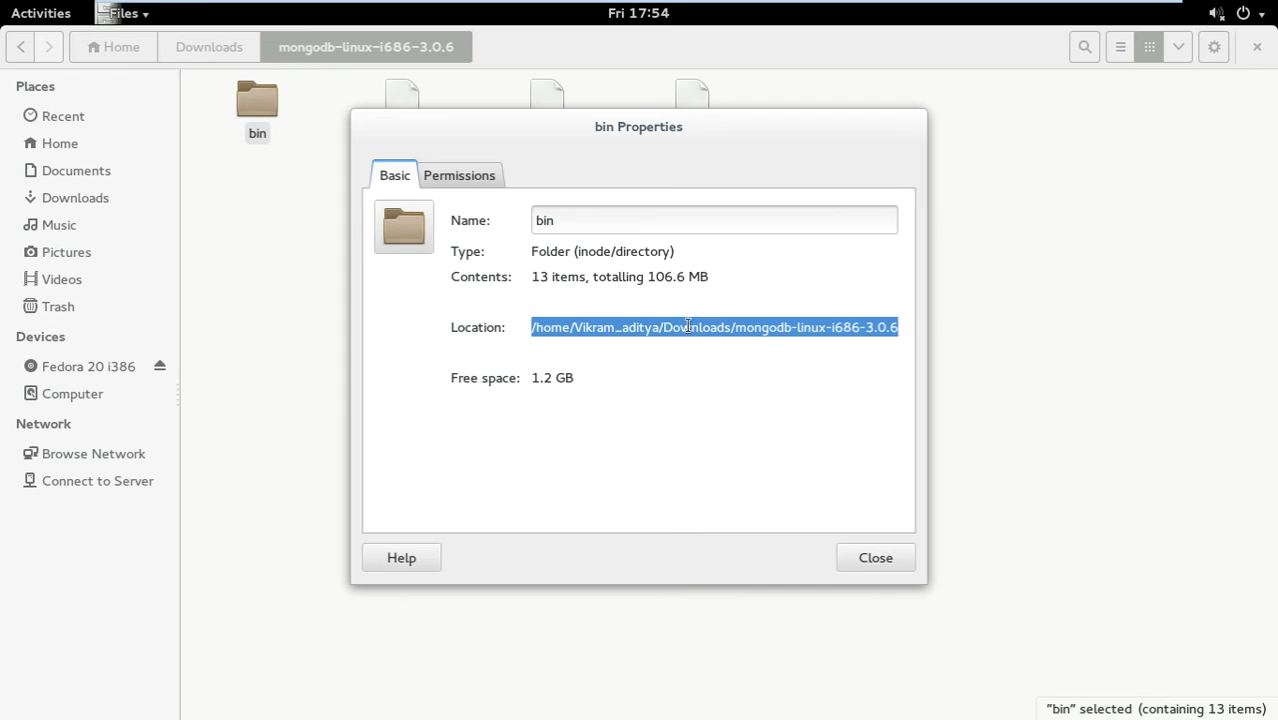 Activities Files Fri 17:54
Home Downloads mongodb-linux-i686-3.0.6
Places
Recent
Home
Documents
Downloads
Music
Pictures
Videos
Trash
Devices
Fedora 20 i386
Computer
Network
Browse Network
Connect to Server
bin
bin Properties
Basic Permissions
Name: bin
Type: Folder (inode/directory)
Contents: 13 items, totalling 106.6 MB
Location: /home/Vikram_aditya/Downloads/mongodb-linux-i686-3.0.6
Free space: 1.2 GB
Help Close
"bin" selected (containing 13 items)